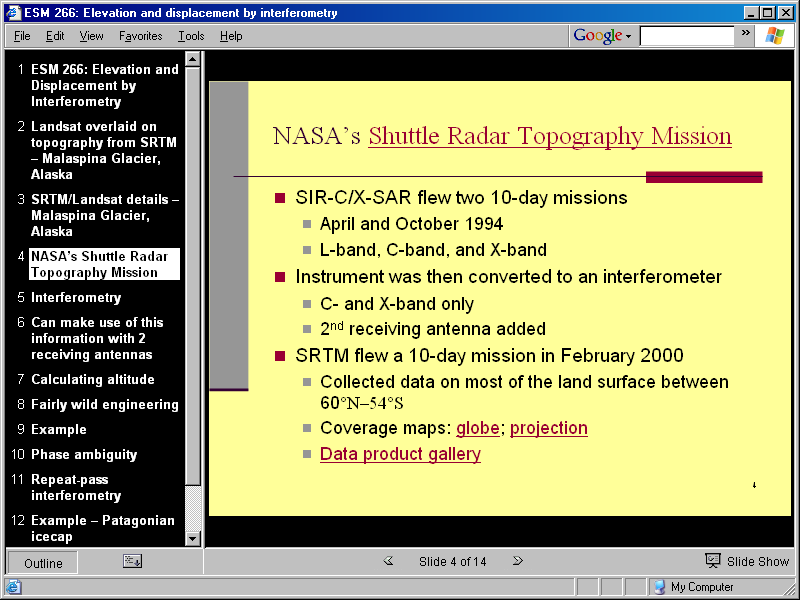 ESM 266: Elevation and displacement by interferometry
File Edit View Favorites Tools Help
Google
»
1 ESM 266: Elevation and
Displacement by
Interferometry
2 Landsat overlaid on
topography from SRTM
– Malaspina Glacier,
Alaska
3 SRTM/Landsat details –
Malaspina Glacier,
Alaska
4 NASA's Shuttle Radar
Topography Mission
5 Interferometry
6 Can make use of this
information with 2
receiving antennas
7 Calculating altitude
8 Fairly wild engineering
9 Example
10 Phase ambiguity
11 Repeat-pass
interferometry
12 Example – Patagonian
icecap
NASA's Shuttle Radar Topography Mission
SIR-C/X-SAR flew two 10-day missions
April and October 1994
L-band, C-band, and X-band
Instrument was then converted to an interferometer
C- and X-band only
2nd receiving antenna added
SRTM flew a 10-day mission in February 2000
Collected data on most of the land surface between
60°N–54°S
Coverage maps: globe; projection
Data product gallery
4
Outline
Slide 4 of 14
Slide Show
My Computer